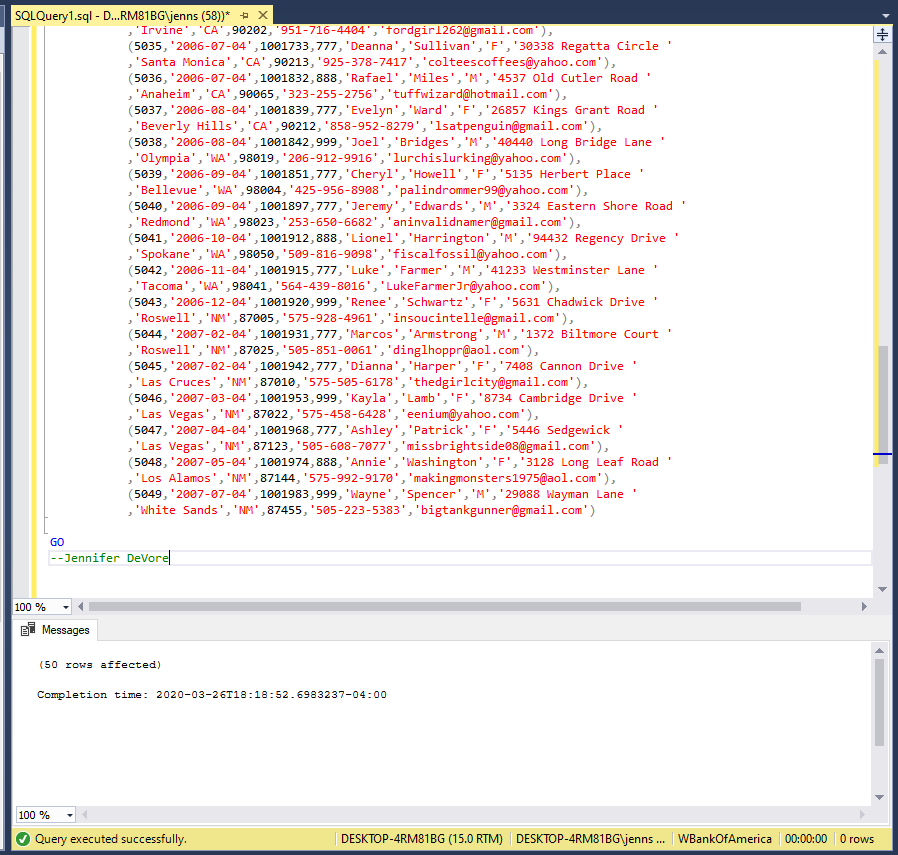 SQLQuery1.sql - D...RM81BG\jenns (58))*
,'Irvine','CA',90202,'951-716-4404','fordgirl262@gmail.com'),
(5035,'2006-07-04',1001733,777,'Deanna','Sullivan','F','30338 Regatta Circle '
,'Santa Monica','CA',90213,'925-378-7417','colteescoffees@yahoo.com'),
(5036,'2006-07-04',1001832,888,'Rafael','Miles','M','4537 Old Cutler Road '
,'Anaheim','CA',90065,'323-255-2756','tuffwizard@hotmail.com'),
(5037,'2006-08-04',1001839,777,'Evelyn','Ward','F','26857 Kings Grant Road '
,'Beverly Hills','CA',90212,'858-952-8279','lsatpenguin@gmail.com'),
(5038,'2006-08-04',1001842,999,'Joel','Bridges','M','40440 Long Bridge Lane '
,'Olympia','WA',98019,'206-912-9916','lurchislurking@yahoo.com'),
(5039,'2006-09-04',1001851,777,'Cheryl','Howell','F','5135 Herbert Place '
,'Bellevue','WA',98004,'425-956-8908','palindrommer99@yahoo.com'),
(5040,'2006-09-04',1001897,777,'Jeremy','Edwards','M','3324 Eastern Shore Road '
,'Redmond','WA',98023,'253-650-6682','aninvalidnamer@gmail.com'),
(5041,'2006-10-04',1001912,888,'Lionel','Harrington','M','94432 Regency Drive '
,'Spokane','WA',98050,'509-816-9098','fiscalfossil@yahoo.com'),
(5042,'2006-11-04',1001915,777,'Luke','Farmer','M','41233 Westminster Lane '
,'Tacoma','WA',98041,'564-439-8016','LukeFarmerJr@yahoo.com'),
(5043,'2006-12-04',1001920,999,'Renee','Schwartz','F','5631 Chadwick Drive '
,'Roswell','NM',87005,'575-928-4961','insoucintelle@gmail.com'),
(5044,'2007-02-04',1001931,777,'Marcos','Armstrong','M','1372 Biltmore Court '
,'Roswell','NM',87025,'505-851-0061','dinglhoppr@aol.com'),
(5045,'2007-02-04',1001942,777,'Dianna','Harper','F','7408 Cannon Drive '
,'Las Cruces','NM',87010,'575-505-6178','thedgirlcity@gmail.com'),
(5046,'2007-03-04',1001953,999,'Kayla','Lamb','F','8734 Cambridge Drive '
,'Las Vegas','NM',87022,'575-458-6428','eenium@yahoo.com'),
(5047,'2007-04-04',1001968,777,'Ashley','Patrick','F','5446 Sedgewick '
,'Las Vegas','NM',87123,'505-608-7077','missbrightside08@gmail.com'),
(5048,'2007-05-04',1001974,888,'Annie','Washington','F','3128 Long Leaf Road '
,'Los Alamos','NM',87144,'575-992-9170','makingmonsters1975@aol.com'),
(5049,'2007-07-04',1001983,999,'Wayne','Spencer','M','29088 Wayman Lane '
,'White Sands','NM',87455,'505-223-5383','bigtankgunner@gmail.com')
GO
--Jennifer DeVore
100 %
Messages
(50 rows affected)
Completion time: 2020-03-26T18:18:52.6983237-04:00
100 %
Query executed successfully.
DESKTOP-4RM81BG (15.0 RTM)
DESKTOP-4RM81BG\jenns ...
WBankOfAmerica
00:00:00
0 rows